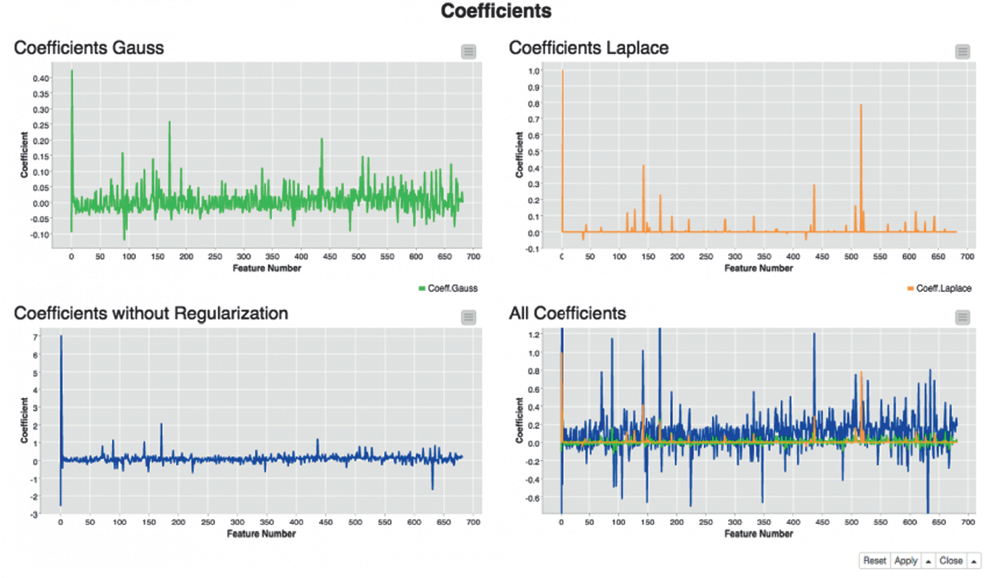 Coefficients
Coefficients Gauss
0.40
0.35
0.30
0.25
0.20
0.15
0.10
0.05
0.00
-0.05
-0.10
Coefficient
0 50 100 150 200 250 300 350 400 450 500 550 600 650 700
Feature Number
Coeff.Gauss
Coefficients Laplace
1.0
0.9
0.8
0.7
0.6
0.5
0.4
0.3
0.2
0.1
0.0
-0.1
Coefficient
0 50 100 150 200 250 300 350 400 450 500 550 600 650 700
Feature Number
Coeff.Laplace
Coefficients without Regularization
7
6
5
4
3
2
1
0
-1
-2
-3
Coefficient
0 50 100 150 200 250 300 350 400 450 500 550 600 650 700
Feature Number
All Coefficients
1.2
1.0
0.8
0.6
0.4
0.2
0.0
-0.2
-0.4
-0.6
Coefficient
0 50 100 150 200 250 300 350 400 450 500 550 600 650 700
Feature Number
Reset Apply Close